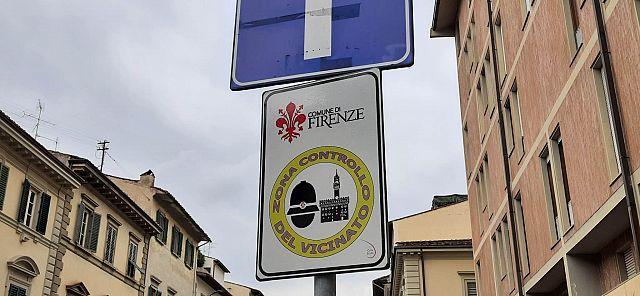 COMUNE DI
FIRENZE
ZONA CONTROLLO
DEL VICINATO